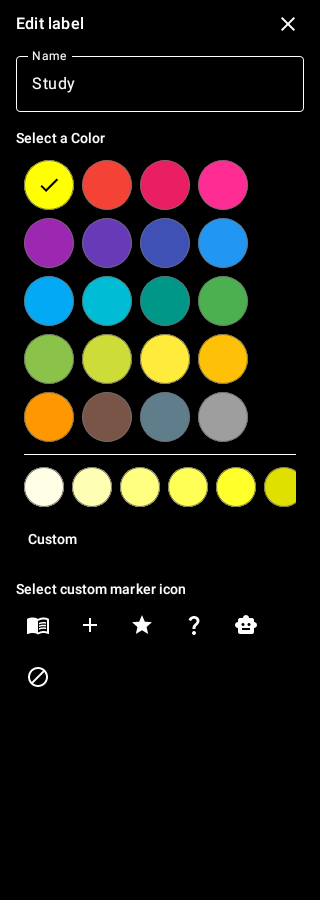 Edit label
Name
Study
Select a Color
Custom
Select custom marker icon